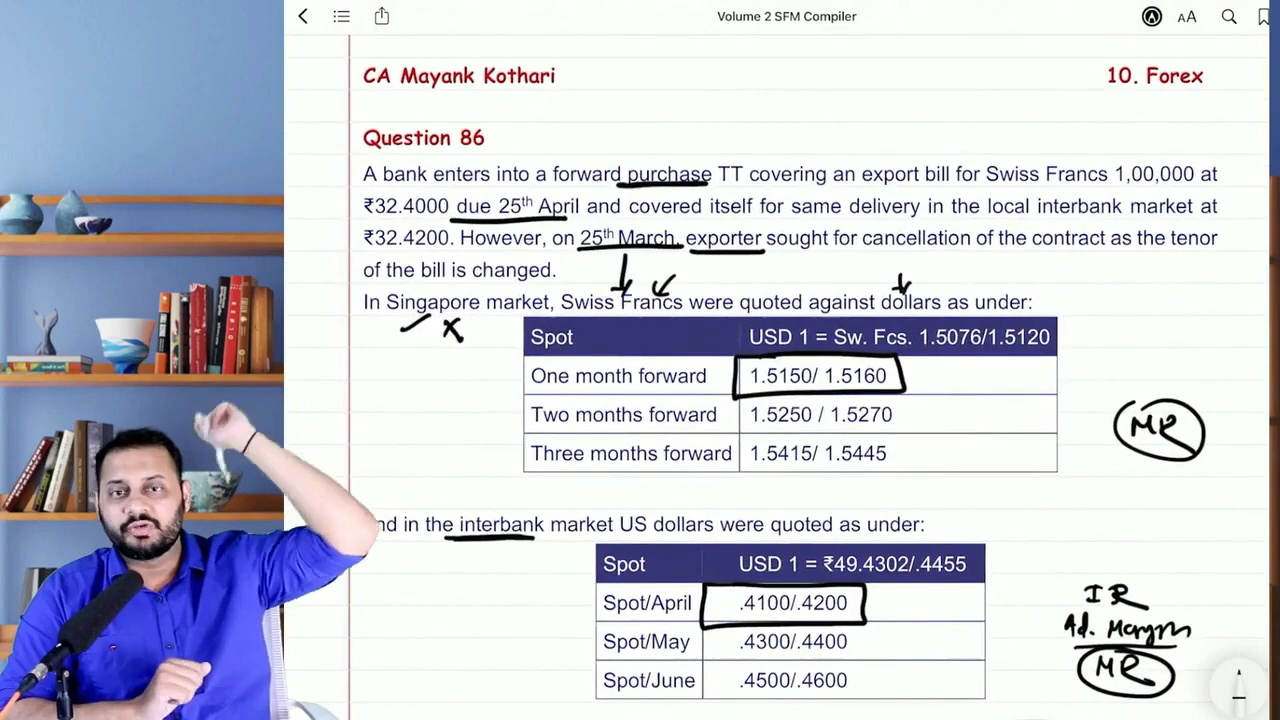 Volume 2 SFM Compiler
AA
CA Mayank Kothari
10. Forex
Question 86
A bank enters into a forward purchase TT covering an export bill for Swiss Francs 1,00,000 at
₹32.4000 due 25th April and covered itself for same delivery in the local interbank market at
₹32.4200. However, on 25th March, exporter sought for cancellation of the contract as the tenor
of the bill is changed.
In Singapore market, Swiss Francs were quoted against dollars as under:
Spot USD 1 = Sw. Fcs. 1.5076/1.5120
One month forward 1.5150/ 1.5160
Two months forward 1.5250 / 1.5270
Three months forward 1.5415/ 1.5445
MR
nd in the interbank market US dollars were quoted as under:
Spot USD 1 = ₹49.4302/.4455
Spot/April .4100/.4200
Spot/May .4300/.4400
Spot/June .4500/.4600
IR
Ad. Margin
MR